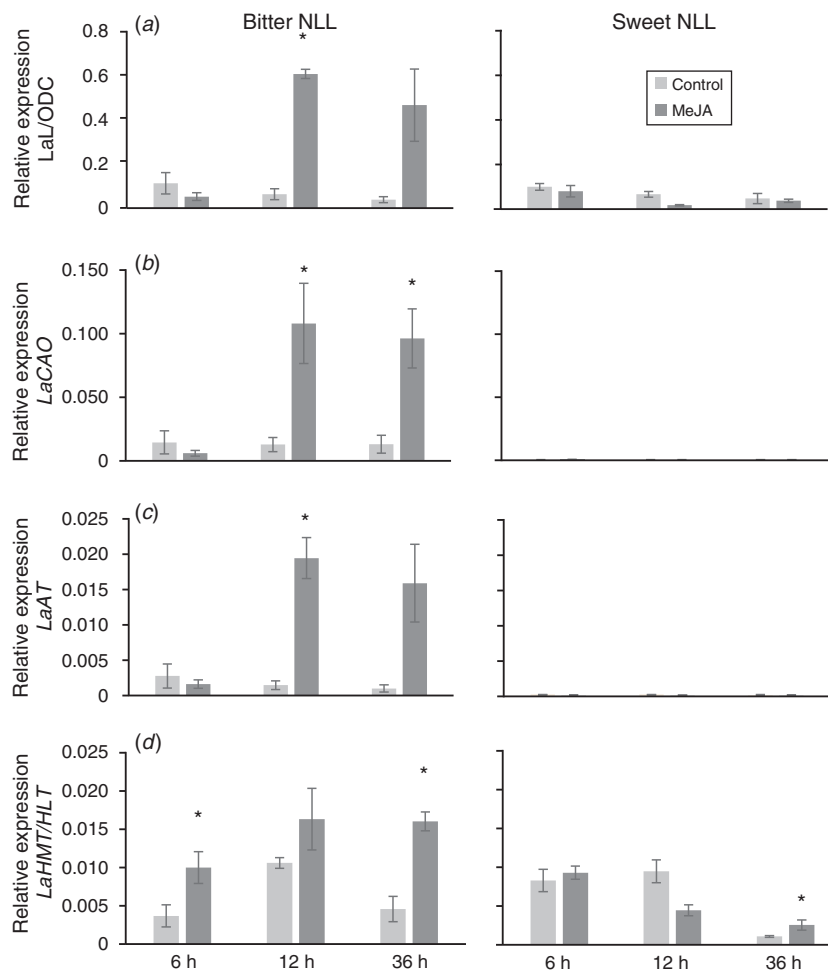 Bitter NLL
Sweet NLL
(a)
*
Relative expression
LaL/ODC
0.8
0.6
0.4
0.2
0
Control
MeJA
(b)
*
*
Relative expression
LaCAO
0.150
0.100
0.050
0
(c)
*
Relative expression
LaAT
0.025
0.020
0.015
0.010
0.005
0
(d)
*
*
*
Relative expression
LaHMT/HLT
0.025
0.020
0.015
0.010
0.005
0.000
6 h
12 h
36 h
6 h
12 h
36 h